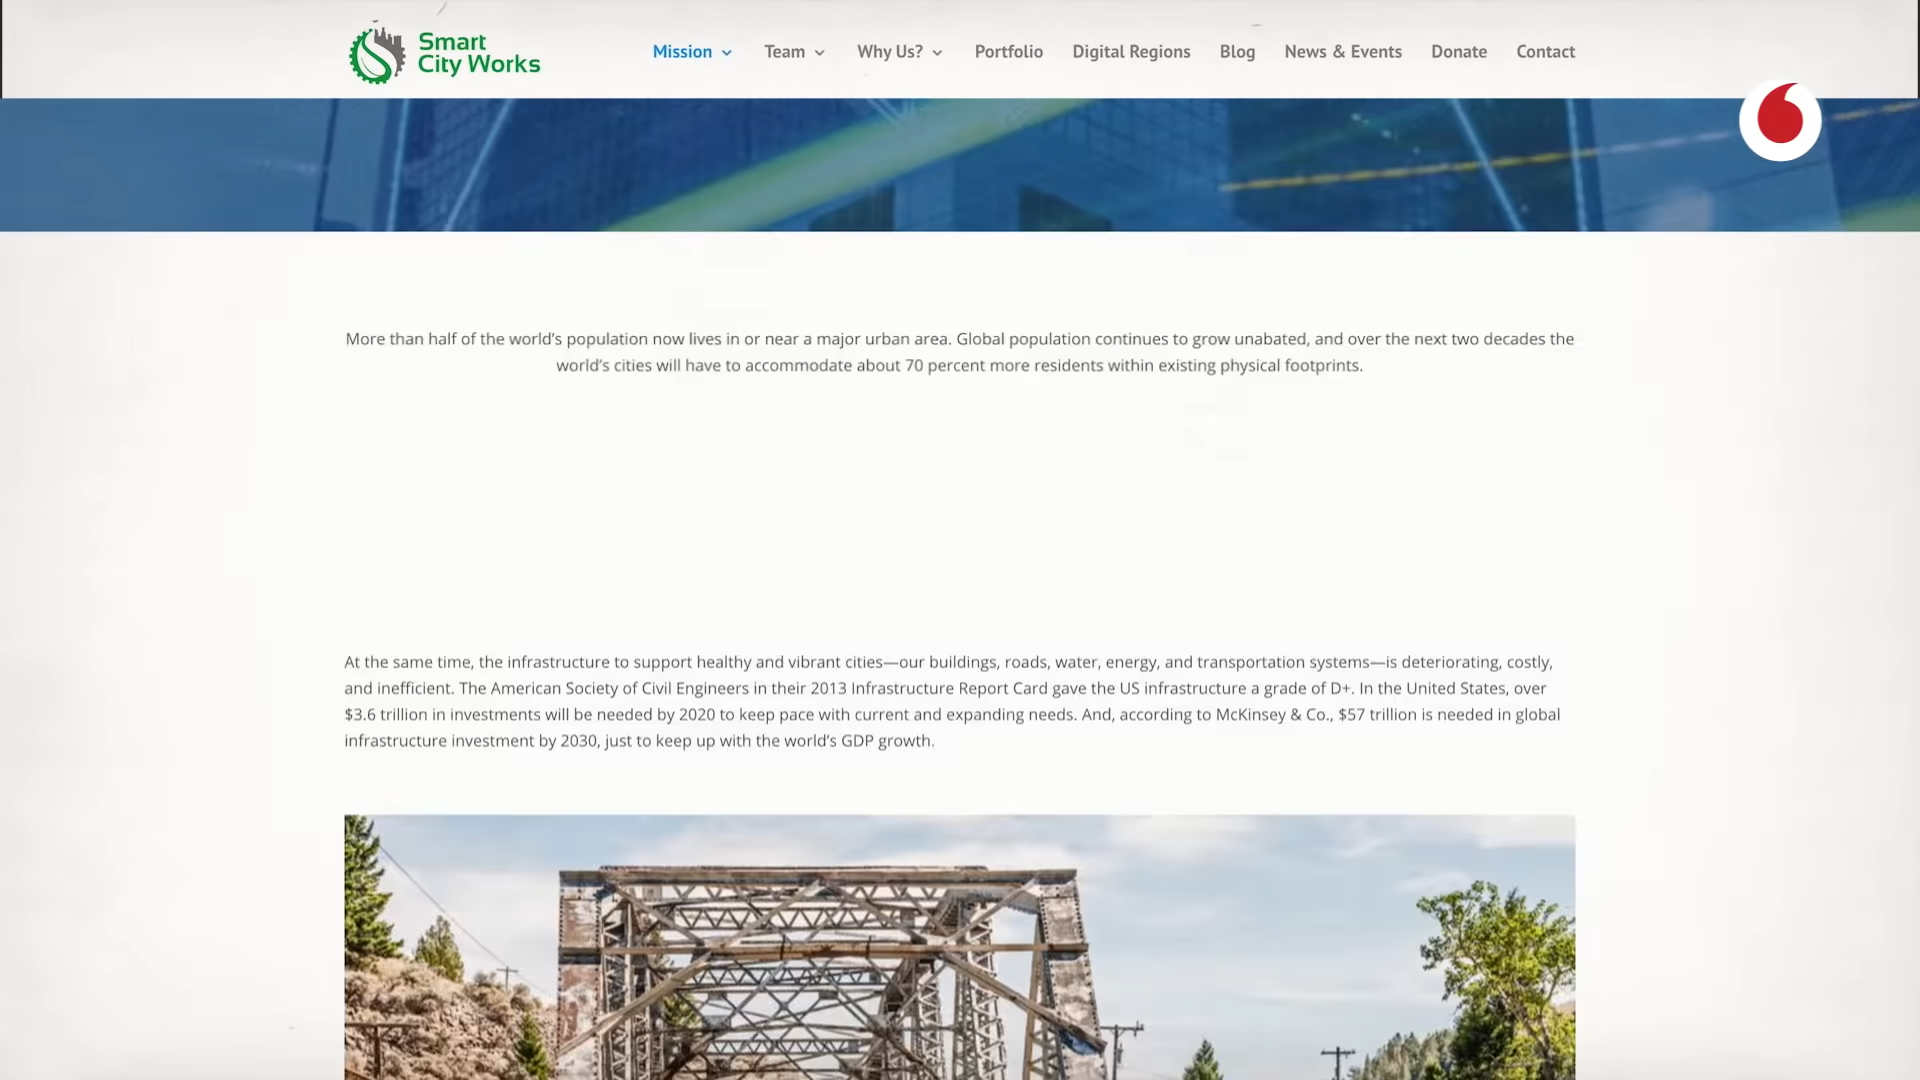 Smart
City Works
Mission
Team
Why Us?
Portfolio
Digital Regions
Blog
News & Events
Donate
Contact
More than half of the world’s population now lives in or near a major urban area. Global population continues to grow unabated, and over the next two decades the
world’s cities will have to accommodate about 70 percent more residents within existing physical footprints.
At the same time, the infrastructure to support healthy and vibrant cities—our buildings, roads, water, energy, and transportation systems—is deteriorating, costly,
and inefficient. The American Society of Civil Engineers in their 2013 Infrastructure Report Card gave the US infrastructure a grade of D+. In the United States, over
$3.6 trillion in investments will be needed by 2020 to keep pace with current and expanding needs. And, according to McKinsey & Co., $57 trillion is needed in global
infrastructure investment by 2030, just to keep up with the world’s GDP growth.